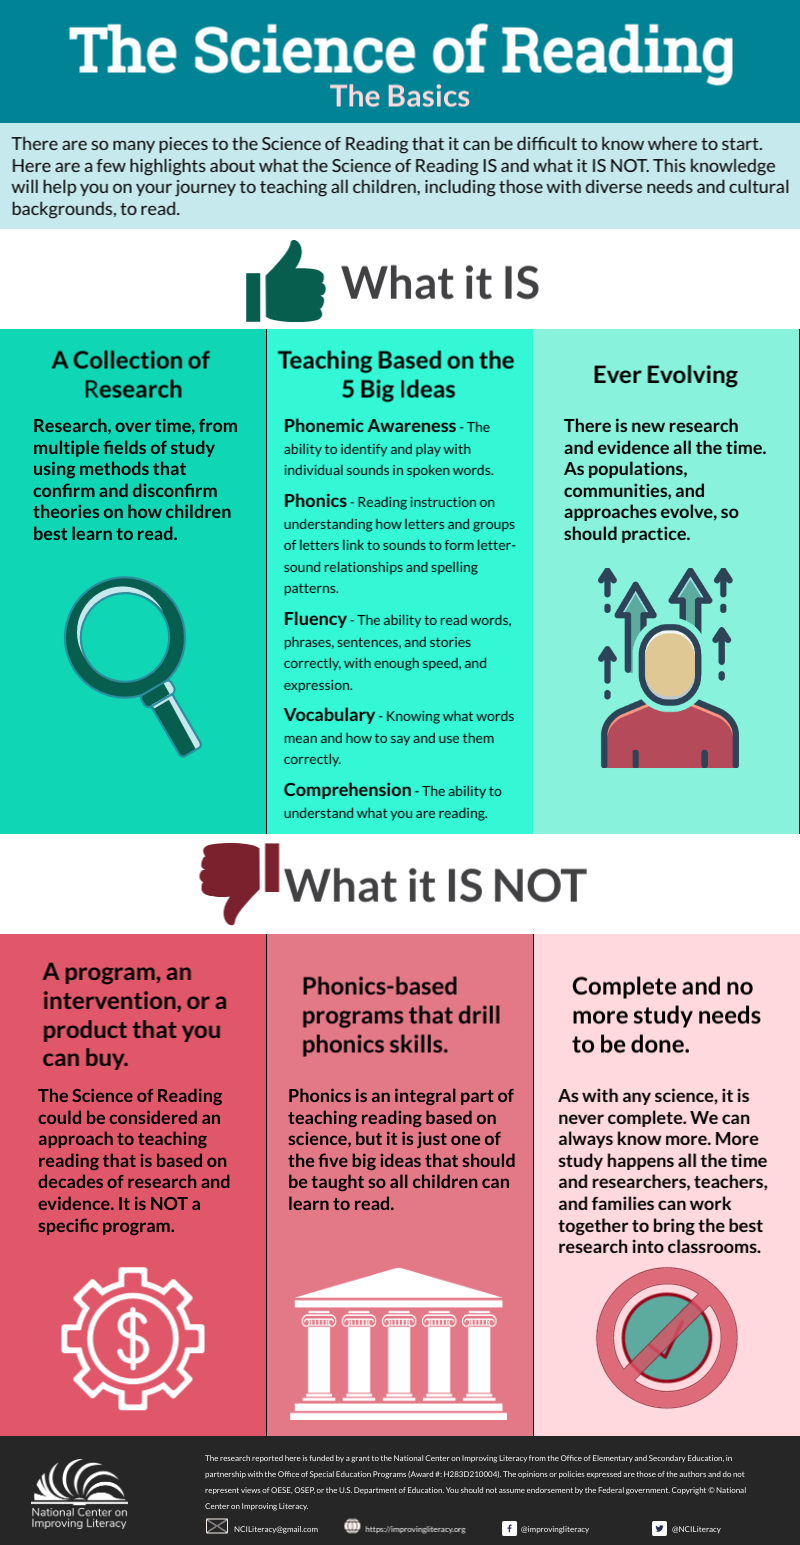 The Science of Reading
The Basics
There are so many pieces to the Science of Reading that it can be difficult to know where to start.
Here are a few highlights about what the Science of Reading IS and what it IS NOT. This knowledge
will help you on your journey to teaching all children, including those with diverse needs and cultural
backgrounds, to read.
What it IS
A Collection of
Research
Research, over time, from
multiple fields of study
using methods that
confirm and disconfirm
theories on how children
best learn to read.
Teaching Based on the
5 Big Ideas
Phonemic Awareness - The
ability to identify and play with
individual sounds in spoken words.
Phonics - Reading instruction on
understanding how letters and groups
of letters link to sounds to form letter-
sound relationships and spelling
patterns.
Fluency - The ability to read words,
phrases, sentences, and stories
correctly, with enough speed, and
expression.
Vocabulary - Knowing what words
mean and how to say and use them
correctly.
Comprehension - The ability to
understand what you are reading.
Ever Evolving
There is new research
and evidence all the time.
As populations,
communities, and
approaches evolve, so
should practice.
What it IS NOT
A program, an
intervention, or a
product that you
can buy.
The Science of Reading
could be considered an
approach to teaching
reading that is based on
decades of research and
evidence. It is NOT a
specific program.
$
Phonics-based
programs that drill
phonics skills.
Phonics is an integral part of
teaching reading based on
science, but it is just one of
the five big ideas that should
be taught so all children can
learn to read.
Complete and no
more study needs
to be done.
As with any science, it is
never complete. We can
always know more. More
study happens all the time
and researchers, teachers,
and families can work
together to bring the best
research into classrooms.
National Center on
Improving Literacy
The research reported here is funded by a grant to the National Center on Improving Literacy from the Office of Elementary and Secondary Education, in
partnership with the Office of Special Education Programs (Award #: H283D210004). The opinions or policies expressed are those of the authors and do not
represent views of OESE, OSEP, or the U.S. Department of Education. You should not assume endorsement by the Federal government. Copyright © National
Center on Improving Literacy.
NCILiteracy@gmail.com
https://improvingliteracy.org
@improvingliteracy
@NCILiteracy